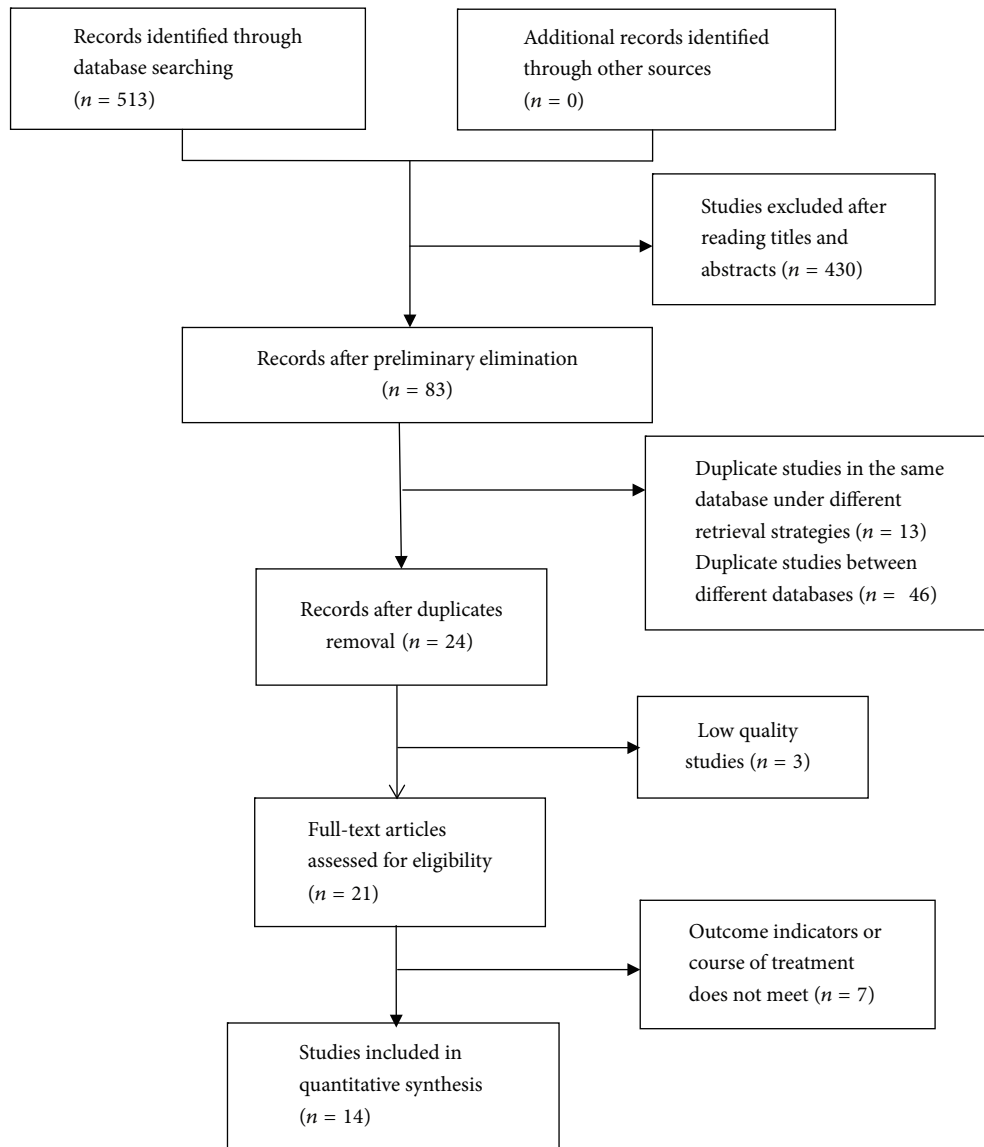 Records identified through
database searching
(n = 513)
Additional records identified
through other sources
(n = 0)
Studies excluded after
reading titles and
abstracts (n = 430)
Records after preliminary elimination
(n = 83)
Duplicate studies in the same
database under different
retrieval strategies (n = 13)
Duplicate studies between
different databases (n = 46)
Records after duplicates
removal (n = 24)
Low quality
studies (n = 3)
Full-text articles
assessed for eligibility
(n = 21)
Outcome indicators or
course of treatment
does not meet (n = 7)
Studies included in
quantitative synthesis
(n = 14)